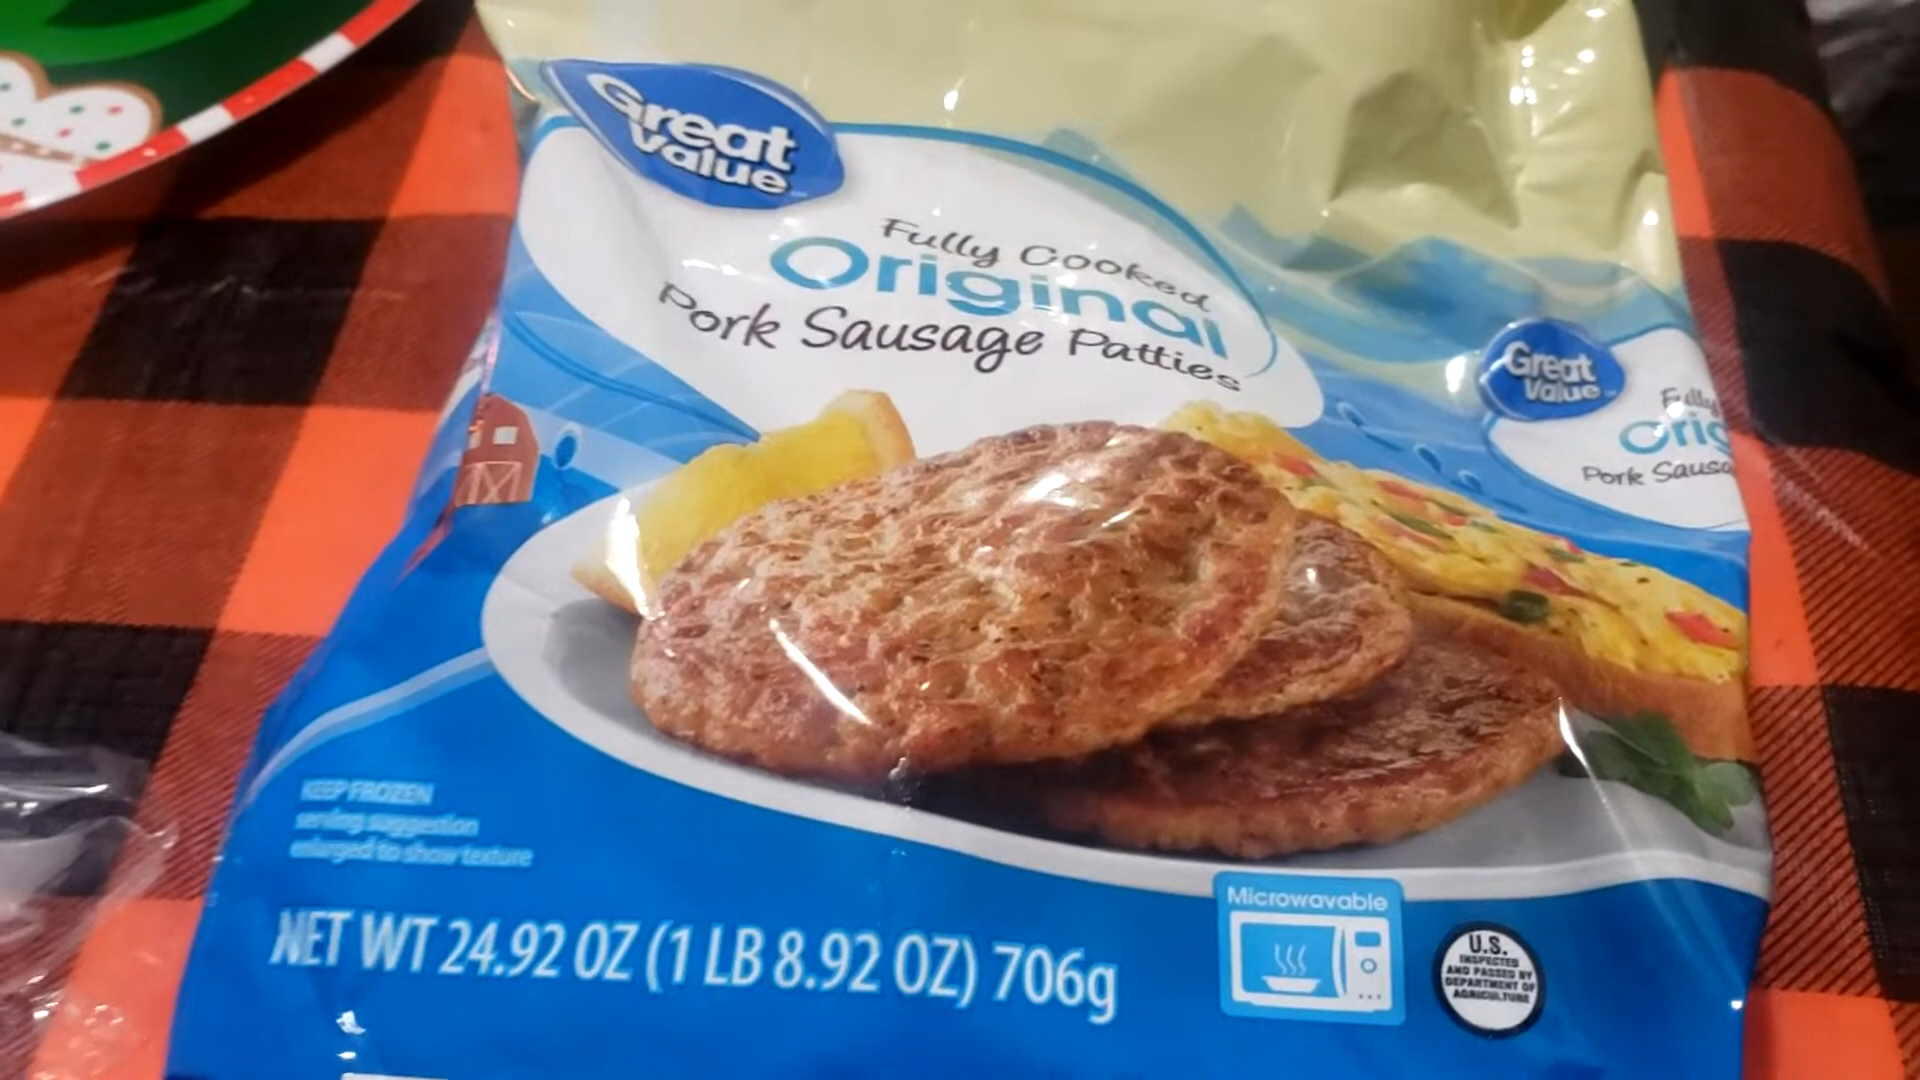 Great
Value
Fully Cooked
Original
Pork Sausage Patties
Great
Value
Fully
Orig
Pork Sausa
KEEP FROZEN
serving suggestion
enlarged to show texture
NET WT 24.92 OZ (1 LB 8.92 OZ) 706g
Microwavable
U.S.
INSPECTED
AND PASSED BY
DEPARTMENT OF
AGRICULTURE